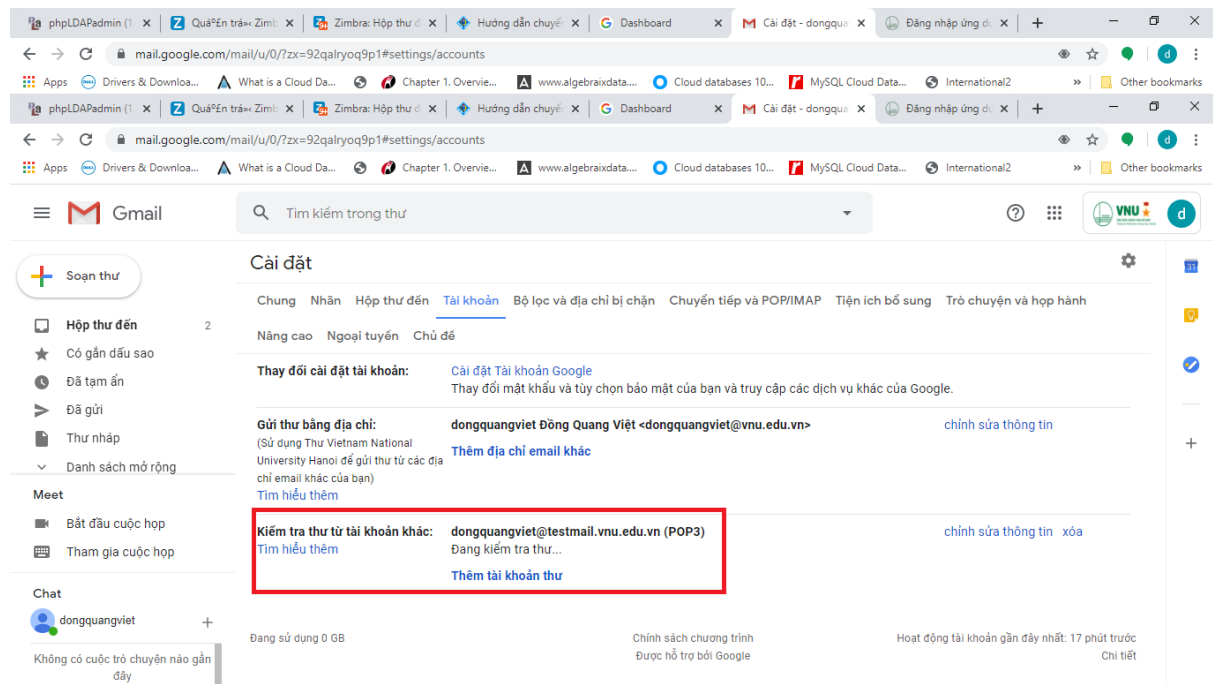 phpLDAPadmin (1. Quáº£n trá»‹ Zimb Zimbra: Hộp thư đ Hướng dẫn chuyể Dashboard Cài đặt - dongqua Đăng nhập ứng dụ
mail.google.com/mail/u/0/?zx=92qalryoq9p1#settings/accounts
Apps Drivers & Downloa... What is a Cloud Da... Chapter 1. Overvie... www.algebraixdata.... Cloud databases 10... MySQL Cloud Data... International2 » Other bookmarks
phpLDAPadmin (1. Quáº£n trá»‹ Zimb Zimbra: Hộp thư đ Hướng dẫn chuyể Dashboard Cài đặt - dongqua Đăng nhập ứng dụ
mail.google.com/mail/u/0/?zx=92qalryoq9p1#settings/accounts
Apps Drivers & Downloa... What is a Cloud Da... Chapter 1. Overvie... www.algebraixdata.... Cloud databases 10... MySQL Cloud Data... International2 » Other bookmarks
Gmail Tìm kiếm trong thư VNU d
Soạn thư
Hộp thư đến 2
Có gắn dấu sao
Đã tạm ẩn
Đã gửi
Thư nháp
Danh sách mở rộng
Meet
Bắt đầu cuộc họp
Tham gia cuộc họp
Chat
dongquangviet
Không có cuộc trò chuyện nào gần
đây
Cài đặt
Chung Nhãn Hộp thư đến Tài khoản Bộ lọc và địa chỉ bị chặn Chuyển tiếp và POP/IMAP Tiện ích bổ sung Trò chuyện và họp hành
Nâng cao Ngoại tuyến Chủ đề
Thay đổi cài đặt tài khoản: Cài đặt Tài khoản Google
Thay đổi mật khẩu và tùy chọn bảo mật của bạn và truy cập các dịch vụ khác của Google.
Gửi thư bằng địa chỉ: dongquangviet Đồng Quang Việt <dongquangviet@vnu.edu.vn> chỉnh sửa thông tin
(Sử dụng Thư Vietnam National
University Hanoi để gửi thư từ các địa
chỉ email khác của bạn)
Tìm hiểu thêm
Thêm địa chỉ email khác
Kiểm tra thư từ tài khoản khác: dongquangviet@testmail.vnu.edu.vn (POP3) chỉnh sửa thông tin xóa
Tìm hiểu thêm Đang kiểm tra thư...
Thêm tài khoản thư
Đang sử dụng 0 GB
Chính sách chương trình
Được hỗ trợ bởi Google
Hoạt động tài khoản gần đây nhất: 17 phút trước
Chi tiết
31